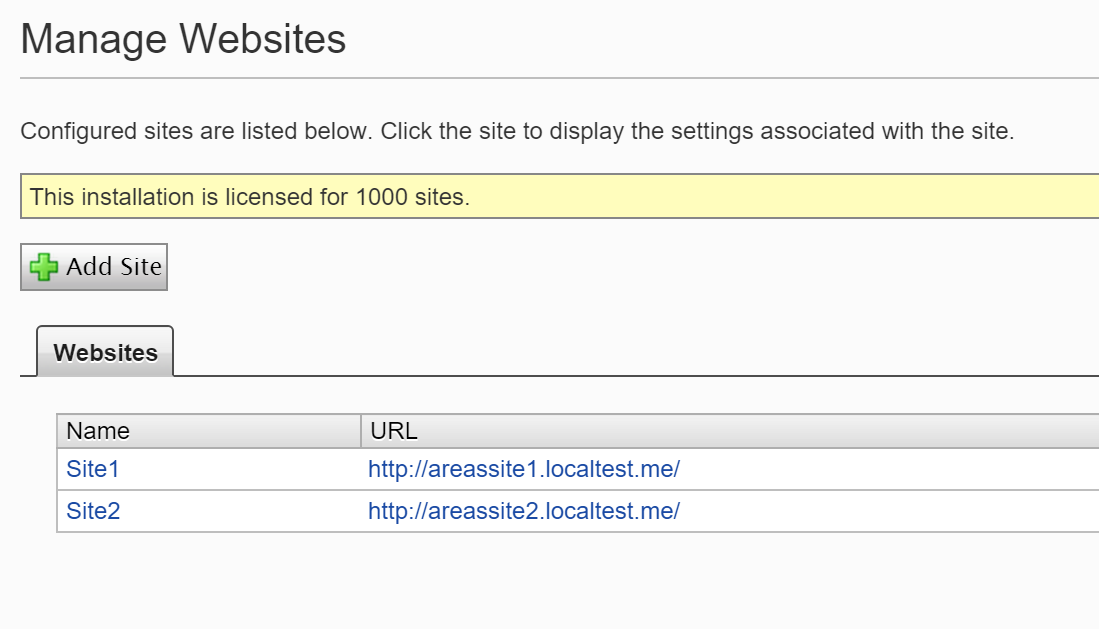 Manage Websites
Configured sites are listed below. Click the site to display the settings associated with the site.
This installation is licensed for 1000 sites.
Add Site
Websites
Name URL
Site1 http://areassite1.localtest.me/
Site2 http://areassite2.localtest.me/